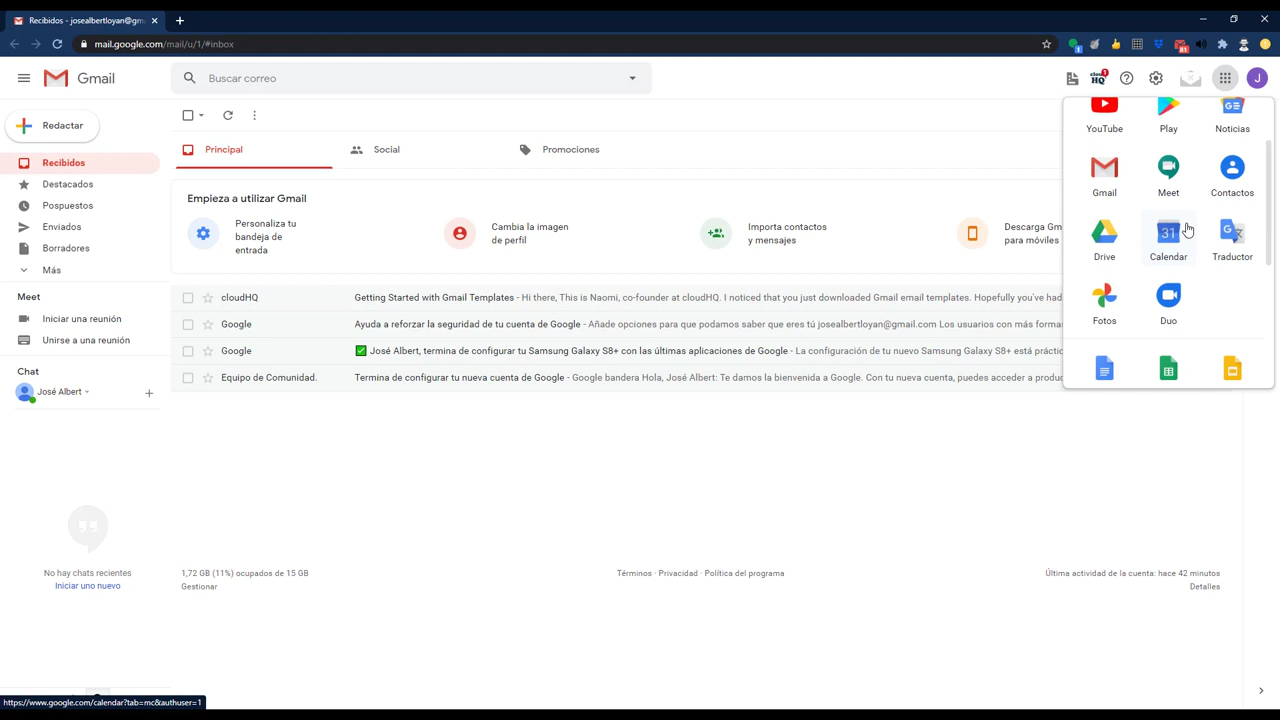 Recibidos - josealbertloyan@gm
mail.google.com/mail/u/1/#inbox
81
Gmail
Buscar correo
cloud
HQ
1
J
Redactar
Recibidos
Destacados
Pospuestos
Enviados
Borradores
Más
Meet
Iniciar una reunión
Unirse a una reunión
Chat
José Albert
No hay chats recientes
Iniciar uno nuevo
Principal
Social
Promociones
Empieza a utilizar Gmail
Personaliza tu
bandeja de
entrada
Cambia la imagen
de perfil
Importa contactos
y mensajes
Descarga Gm
para móviles
cloudHQ Getting Started with Gmail Templates - Hi there, This is Naomi, co-founder at cloudHQ. I noticed that you just downloaded Gmail email templates. Hopefully you've had
Google Ayuda a reforzar la seguridad de tu cuenta de Google - Añade opciones para que podamos saber que eres tú josealbertloyan@gmail.com Los usuarios con más formas
Google ✅ José Albert, termina de configurar tu Samsung Galaxy S8+ con las últimas aplicaciones de Google - La configuración de tu nuevo Samsung Galaxy S8+ está práctic
Equipo de Comunidad. Termina de configurar tu nueva cuenta de Google - Google bandera Hola, José Albert: Te damos la bienvenida a Google. Con tu nueva cuenta, puedes acceder a produc
YouTube Play Noticias
Gmail Meet Contactos
31
Drive Calendar Traductor
Fotos Duo
1,72 GB (11%) ocupados de 15 GB
Gestionar
Términos · Privacidad · Política del programa
Última actividad de la cuenta: hace 42 minutos
Detalles
https://www.google.com/calendar?tab=mc&authuser=1